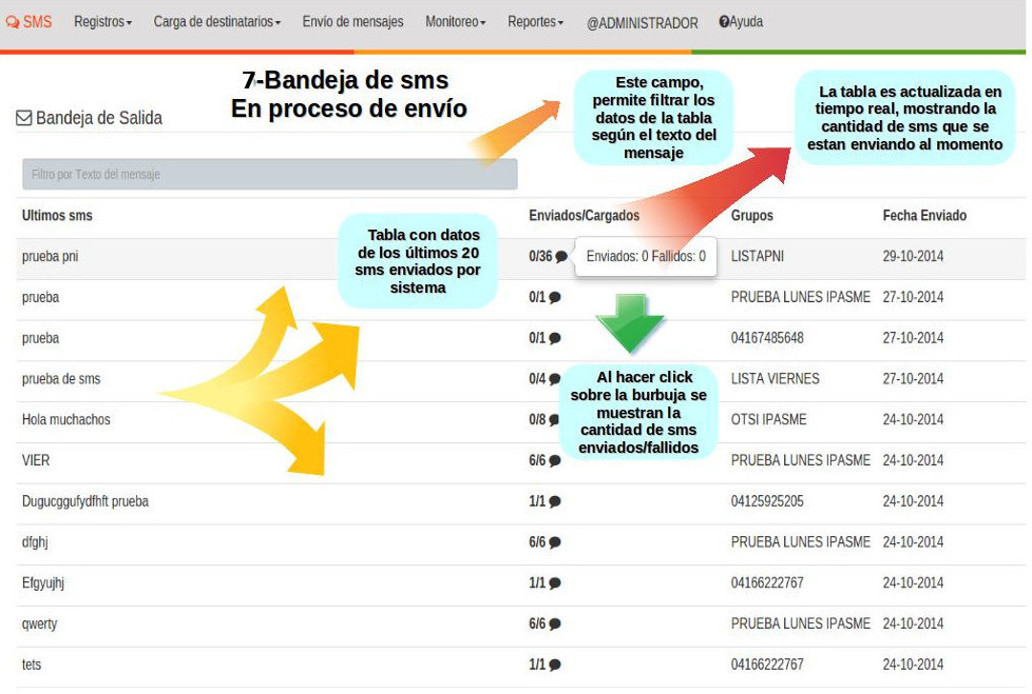 SMS Registros Carga de destinatarios Envío de mensajes Monitoreo Reportes @ADMINISTRADOR Ayuda
7-Bandeja de sms
En proceso de envío
Este campo,
permite filtrar los
datos de la tabla
según el texto del
mensaje
La tabla es actualizada en
tiempo real, mostrando la
cantidad de sms que se
estan enviando al momento
Bandeja de Salida
Filtro por Texto del mensaje
Ultimos sms Enviados/Cargados Grupos Fecha Enviado
Tabla con datos
de los últimos 20
sms enviados por
sistema
prueba pni 0/36 Enviados: 0 Fallidos: 0 LISTAPNI 29-10-2014
prueba 0/1 PRUEBA LUNES IPASME 27-10-2014
prueba 0/1 04167485648 27-10-2014
prueba de sms 0/4 LISTA VIERNES 27-10-2014
Al hacer click
sobre la burbuja se
muestran la
cantidad de sms
enviados/fallidos
Hola muchachos 0/8 OTSI IPASME 24-10-2014
VIER 6/6 PRUEBA LUNES IPASME 24-10-2014
Dugucggufydfhft prueba 1/1 04125925205 24-10-2014
dfghj 6/6 PRUEBA LUNES IPASME 24-10-2014
Efgyujhj 1/1 04166222767 24-10-2014
qwerty 6/6 PRUEBA LUNES IPASME 24-10-2014
tets 1/1 04166222767 24-10-2014